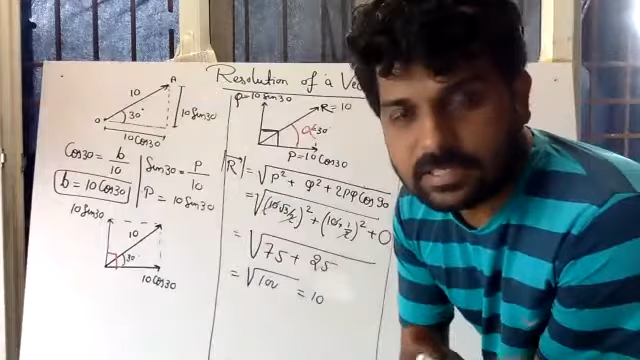 Resolution of a Vec
A
10
30°
O
10 Sin30
10 Cos30
Cos30 = b/10
b = 10 Cos30
Sin30 = P/10
P = 10 Sin30
10 Sin30
10
30°
10 Cos30
φ = 10 Sin30
R = 10
α = 30°
P = 10 Cos30
|R| = √P² + φ² + 2Pφ Cos 90
= √(10 √3/2)² + (10 × 1/2)² + 0
= √75 + 25
= √100 = 10